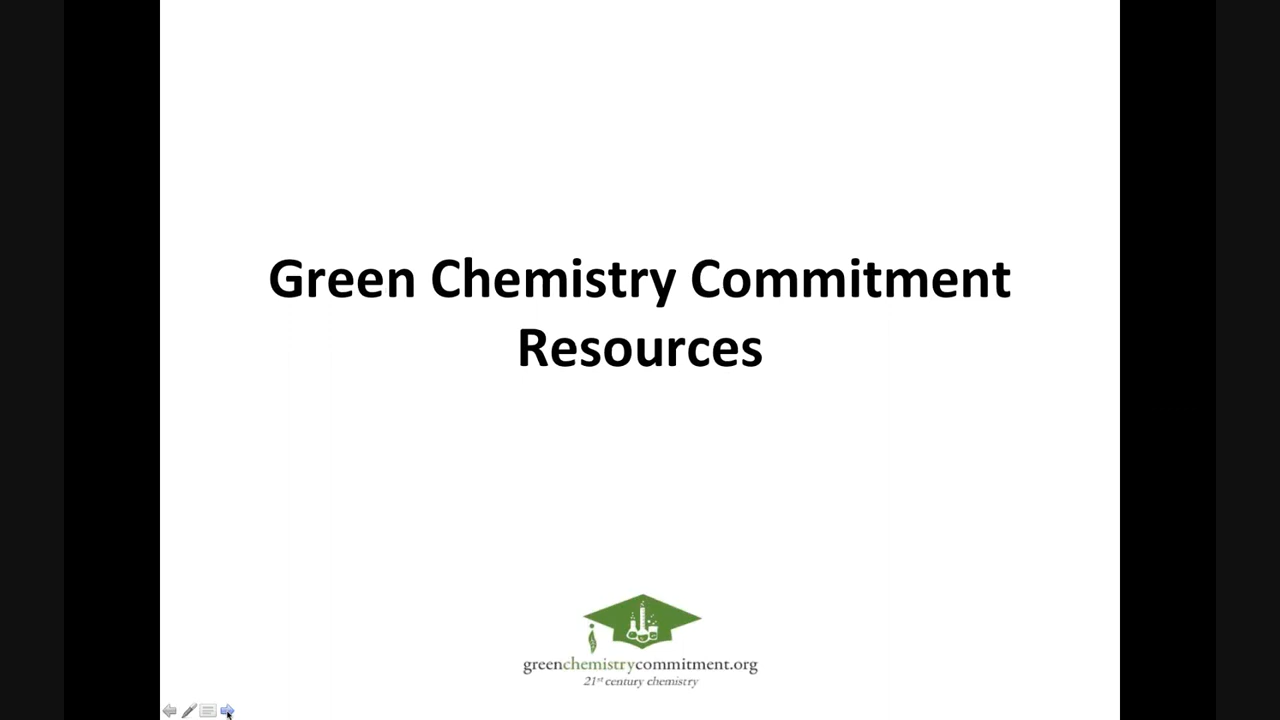 Green Chemistry Commitment
Resources
greenchemistrycommitment.org
21st century chemistry